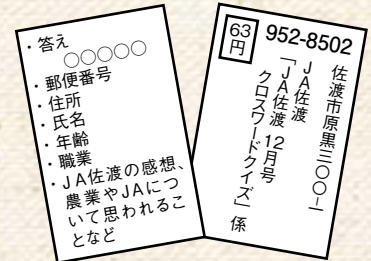 ・答え
○○○○○
・郵便番号
・住所
・氏名
・年齢
・職業
・JA佐渡の感想、
農業やJAにつ
いて思われるこ
となど
63
円
952-8502
佐渡市原黒三〇〇ー一
JA佐渡
「JA佐渡 12月号
クロスワードクイズ」係